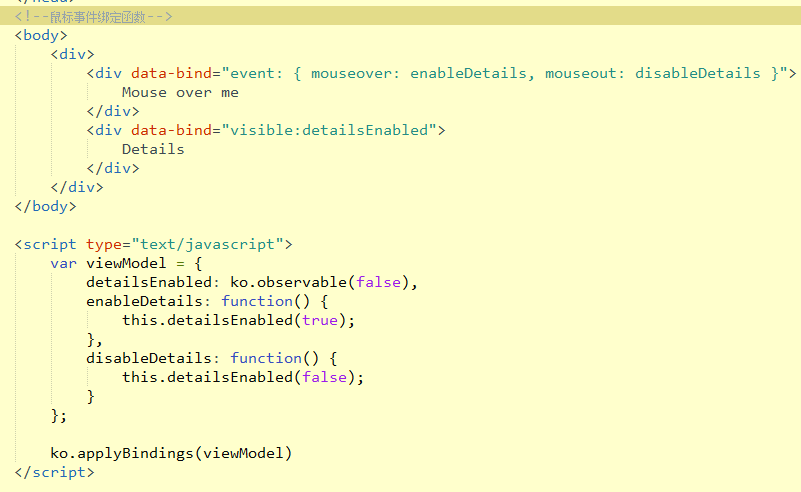 </head>
<!--鼠标事件绑定函数-->
<body>
    <div>
        <div data-bind="event: { mouseover: enableDetails, mouseout: disableDetails }">
            Mouse over me
        </div>
        <div data-bind="visible:detailsEnabled">
            Details
        </div>
    </div>
</body>

<script type="text/javascript">
    var viewModel = {
        detailsEnabled: ko.observable(false),
        enableDetails: function() {
            this.detailsEnabled(true);
        },
        disableDetails: function() {
            this.detailsEnabled(false);
        }
    };

    ko.applyBindings(viewModel)
</script>